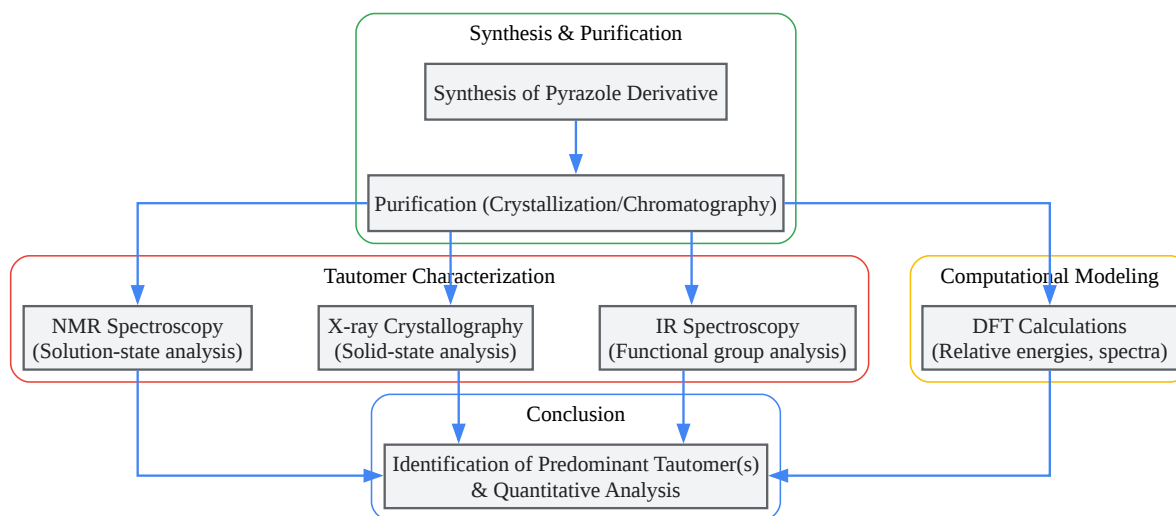 Synthesis & Purification
Synthesis of Pyrazole Derivative
Purification (Crystallization/Chromatography)
Tautomer Characterization
Computational Modeling
NMR Spectroscopy
(Solution-state analysis)
X-ray Crystallography
(Solid-state analysis)
IR Spectroscopy
(Functional group analysis)
DFT Calculations
(Relative energies, spectra)
Conclusion
Identification of Predominant Tautomer(s)
& Quantitative Analysis